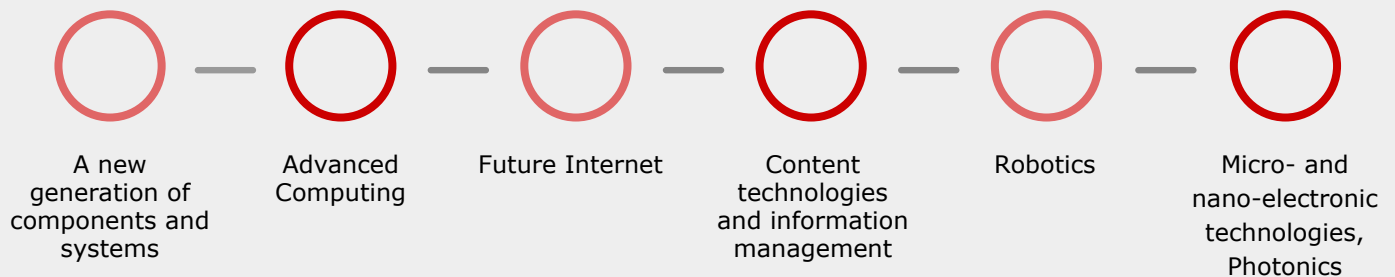 A new
generation of
components and
systems
Advanced
Computing
Future Internet
Content
technologies
and information
management
Robotics
Micro- and
nano-electronic
technologies,
Photonics